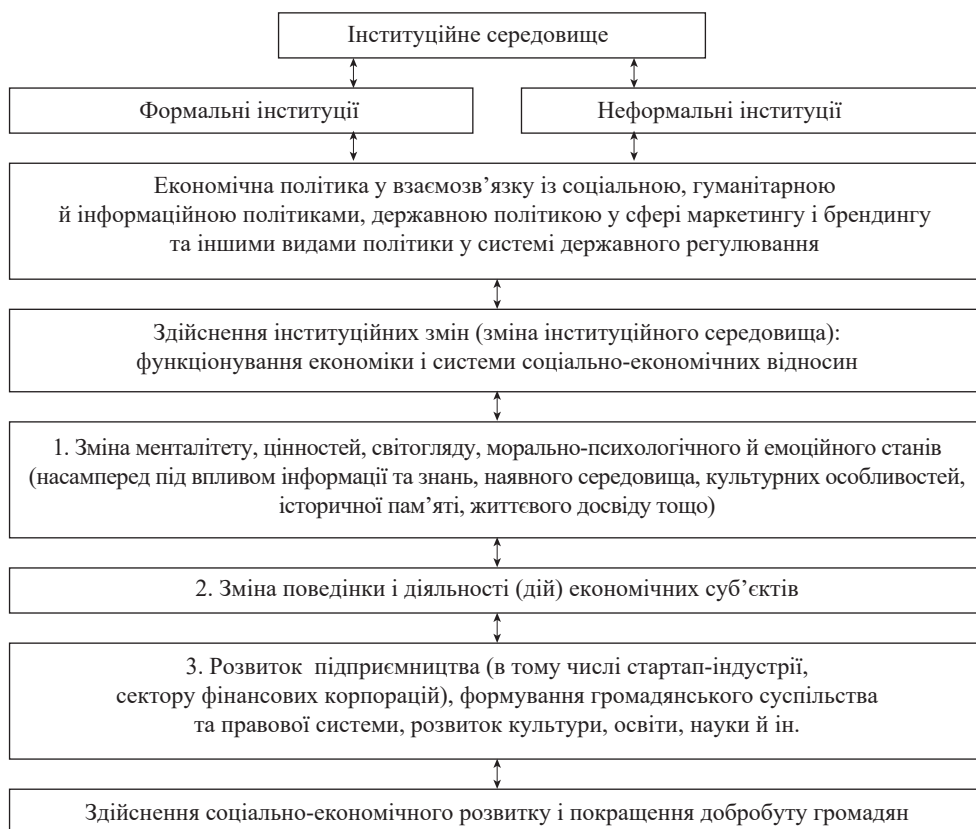 Інституційне середовище
Формальні інституції
Неформальні інституції
Економічна політика у взаємозв’язку із соціальною, гуманітарною
й інформаційною політиками, державною політикою у сфері маркетингу і брендингу
та іншими видами політики у системі державного регулювання
Здійснення інституційних змін (зміна інституційного середовища):
функціонування економіки і системи соціально-економічних відносин
1. Зміна менталітету, цінностей, світогляду, морально-психологічного й емоційного станів
(насамперед під впливом інформації та знань, наявного середовища, культурних особливостей,
історичної пам’яті, життєвого досвіду тощо)
2. Зміна поведінки і діяльності (дій) економічних суб’єктів
3. Розвиток підприємництва (в тому числі стартап-індустрії,
сектору фінансових корпорацій), формування громадянського суспільства
та правової системи, розвиток культури, освіти, науки й ін.
Здійснення соціально-економічного розвитку і покращення добробуту громадян